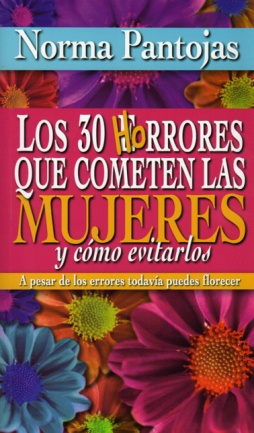 Norma Pantojas
LOS 30 HoRRORES
QUE COMETEN LAS
MUJERES
y cómo evitarlos
A pesar de los errores todavía puedes florecer